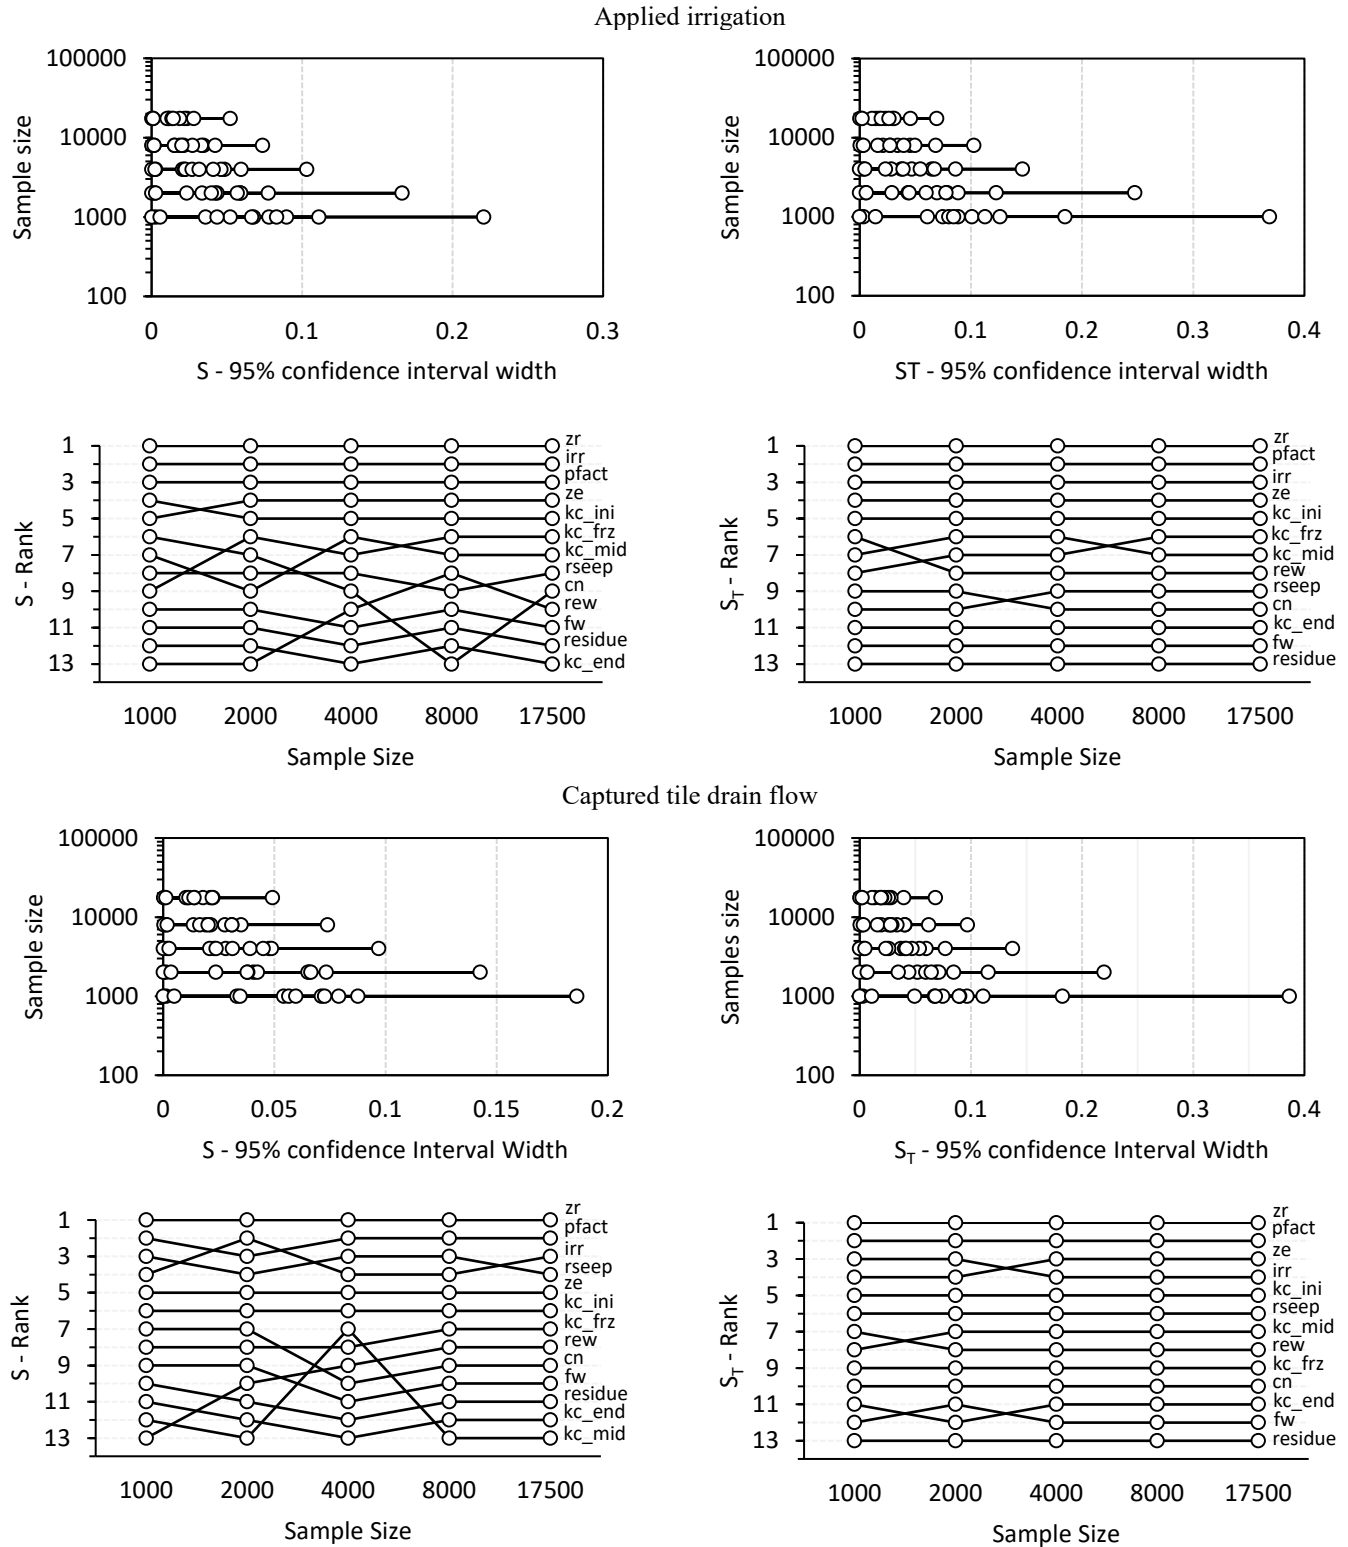 Applied irrigation
100000
10000
1000
100
Sample size
0 0.1 0.2 0.3
S - 95% confidence interval width
100000
10000
1000
100
Sample size
0 0.1 0.2 0.3 0.4
ST - 95% confidence interval width
1
3
5
7
9
11
13
S - Rank
zr
irr
pfact
ze
kc_ini
kc_frz
kc_mid
rseep
cn
rew
fw
residue
kc_end
1000 2000 4000 8000 17500
Sample Size
1
3
5
7
9
11
13
S_T - Rank
zr
pfact
irr
ze
kc_ini
kc_frz
kc_mid
rew
rseep
cn
kc_end
fw
residue
1000 2000 4000 8000 17500
Sample Size
Captured tile drain flow
100000
10000
1000
100
Samples size
0 0.05 0.1 0.15 0.2
S - 95% confidence Interval Width
100000
10000
1000
100
Samples size
0 0.1 0.2 0.3 0.4
S_T - 95% confidence Interval Width
1
3
5
7
9
11
13
S - Rank
zr
pfact
irr
rseep
ze
kc_ini
kc_frz
rew
cn
fw
residue
kc_end
kc_mid
1000 2000 4000 8000 17500
Sample Size
1
3
5
7
9
11
13
S_T - Rank
zr
pfact
ze
irr
kc_ini
rseep
kc_mid
rew
kc_frz
cn
kc_end
fw
residue
1000 2000 4000 8000 17500
Sample Size